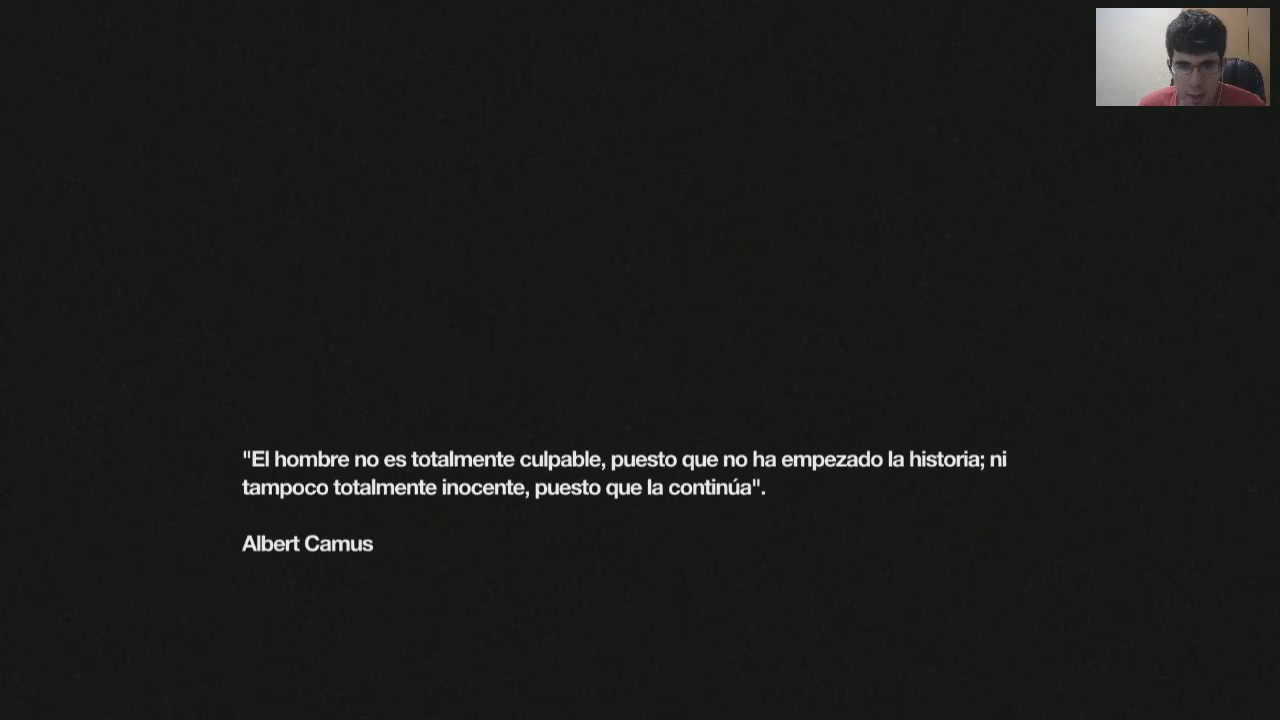 "El hombre no es totalmente culpable, puesto que no ha empezado la historia; ni
tampoco totalmente inocente, puesto que la continúa".
Albert Camus